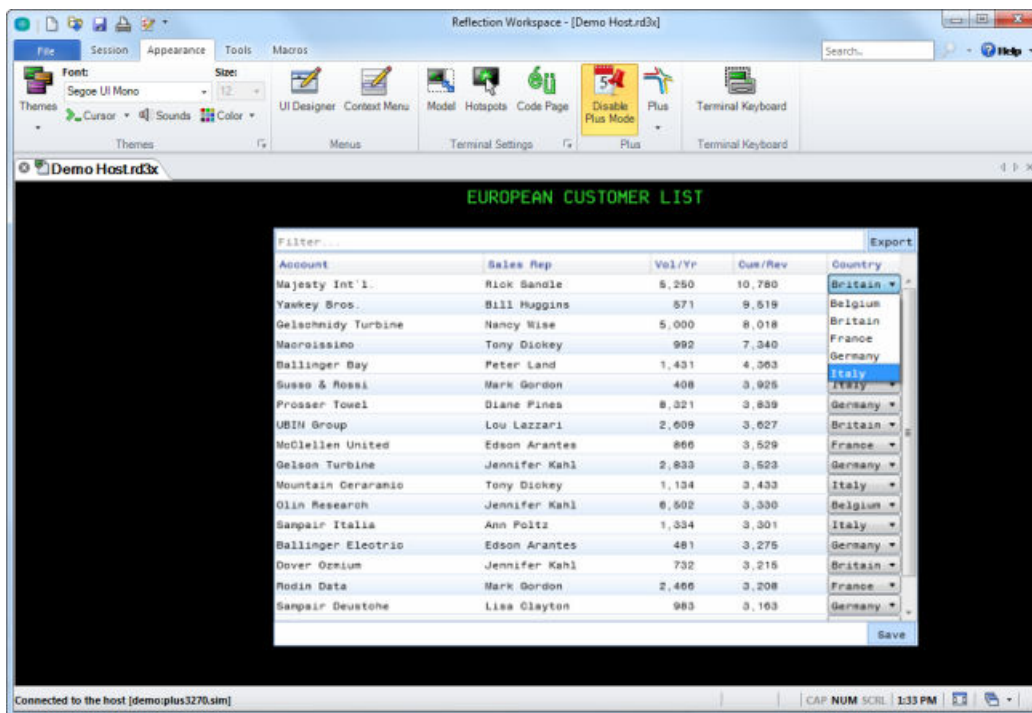 Reflection Workspace - [Demo Host.rd3x]
File Session Appearance Tools Macros Search... Help
Themes
Font: Size:
Segoe UI Mono 12
Cursor Sounds Color
UI Designer Context Menu Model Hotspots Code Page Disable Plus Mode Plus Terminal Keyboard
Themes Menus Terminal Settings Plus Terminal Keyboard
Demo Host.rd3x
EUROPEAN CUSTOMER LIST
Filter... Export
Account Sales Rep Vol/Yr Cum/Rev Country
Majesty Int'l. Rick Sandle 5,250 10,780 Britain
Yawkey Bros. Bill Huggins 571 9,519 Belgium
Gelschmidy Turbine Nancy Wise 5,000 8,018 Britain
Macroissimo Tony Dickey 992 7,340 France
Germany
Ballinger Bay Peter Land 1,431 4,363 Italy
Susso & Rossi Mark Gordon 408 3,925 Italy
Prosser Towel Diane Pines 8,321 3,839 Germany
UBIN Group Lou Lazzari 2,609 3,627 Britain
McClellen United Edson Arantes 866 3,529 France
Gelson Turbine Jennifer Kahl 2,833 3,523 Germany
Mountain Ceraramic Tony Dickey 1,134 3,433 Italy
Olin Research Jennifer Kahl 6,502 3,330 Belgium
Sampair Italia Ann Poltz 1,334 3,301 Italy
Ballinger Electric Edson Arantes 481 3,275 Germany
Dover Ozmium Jennifer Kahl 732 3,215 Britain
Rodin Data Mark Gordon 2,466 3,208 France
Sampair Deustche Lisa Clayton 983 3,163 Germany
Save
Connected to the host [demo:plus3270.sim] CAP NUM SCRL 1:33 PM